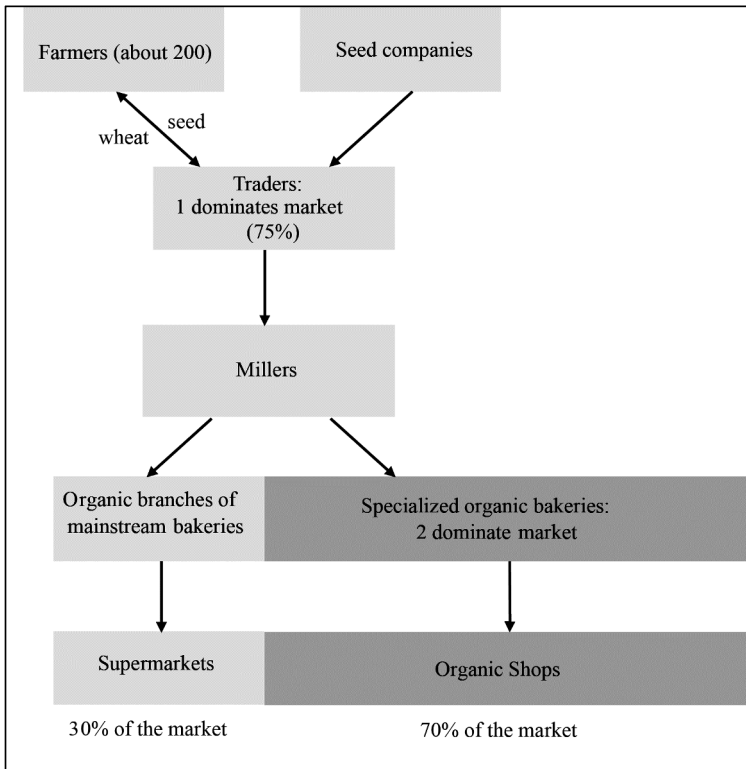 Farmers (about 200)
Seed companies
seed
wheat
Traders:
1 dominates market
(75%)
Millers
Organic branches of
mainstream bakeries
Specialized organic bakeries:
2 dominate market
Supermarkets
Organic Shops
30% of the market
70% of the market